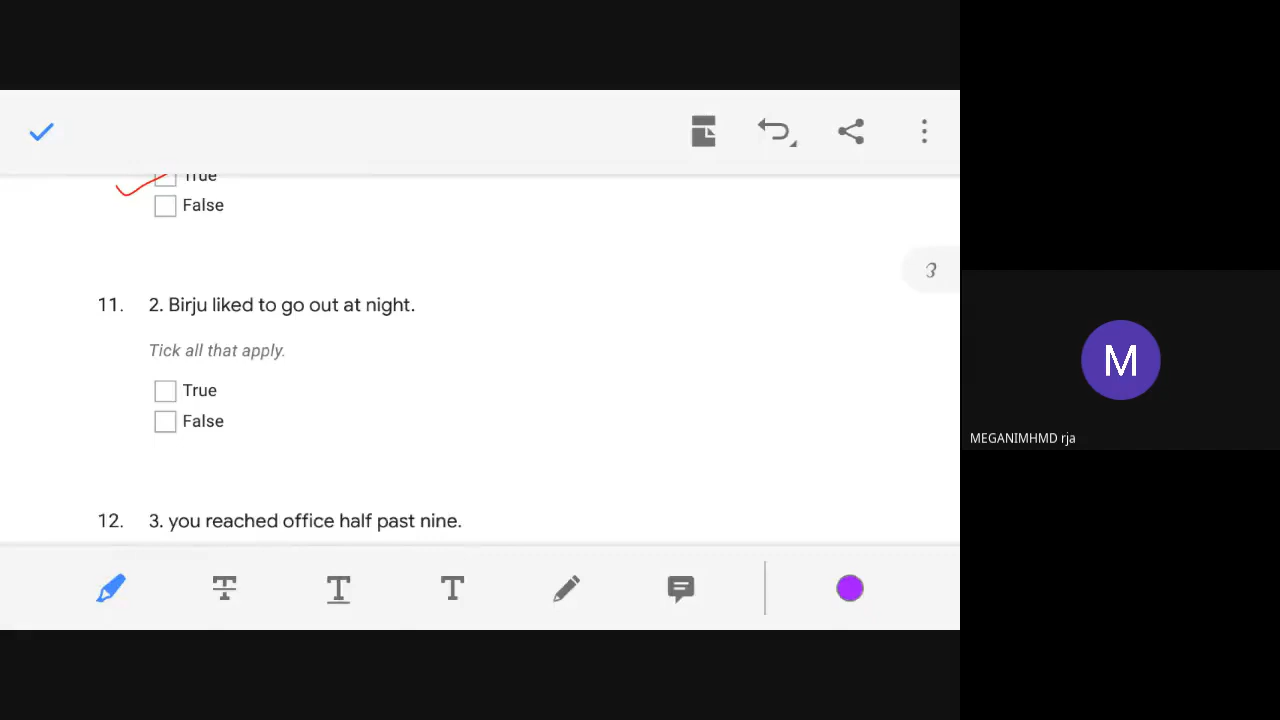 True
False
3
11. 2. Birju liked to go out at night.
Tick all that apply.
True
False
12. 3. you reached office half past nine.
T
T
T
M
MEGANIMHMD rja